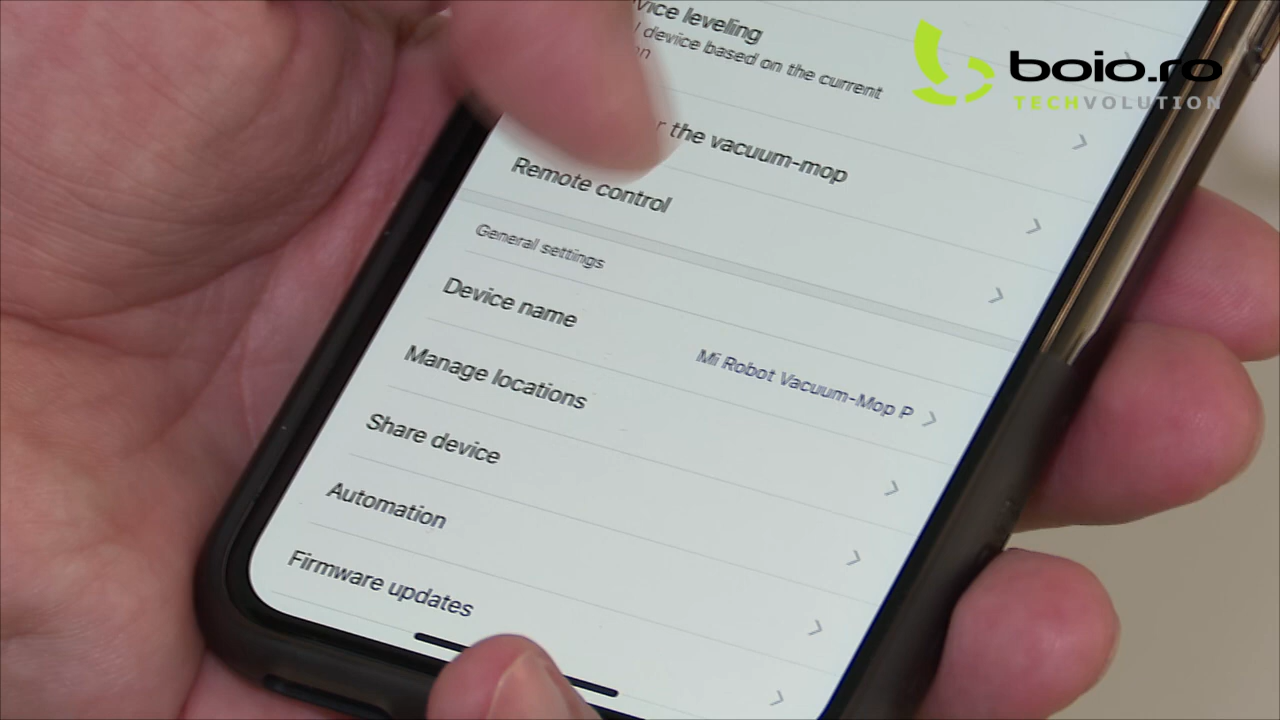 leveling
device based on the current
boio.ro
TECHVOLUTION
the vacuum-mop
Remote control
General settings
Device name
Mi Robot Vacuum-Mop P
Manage locations
Share device
Automation
Firmware updates